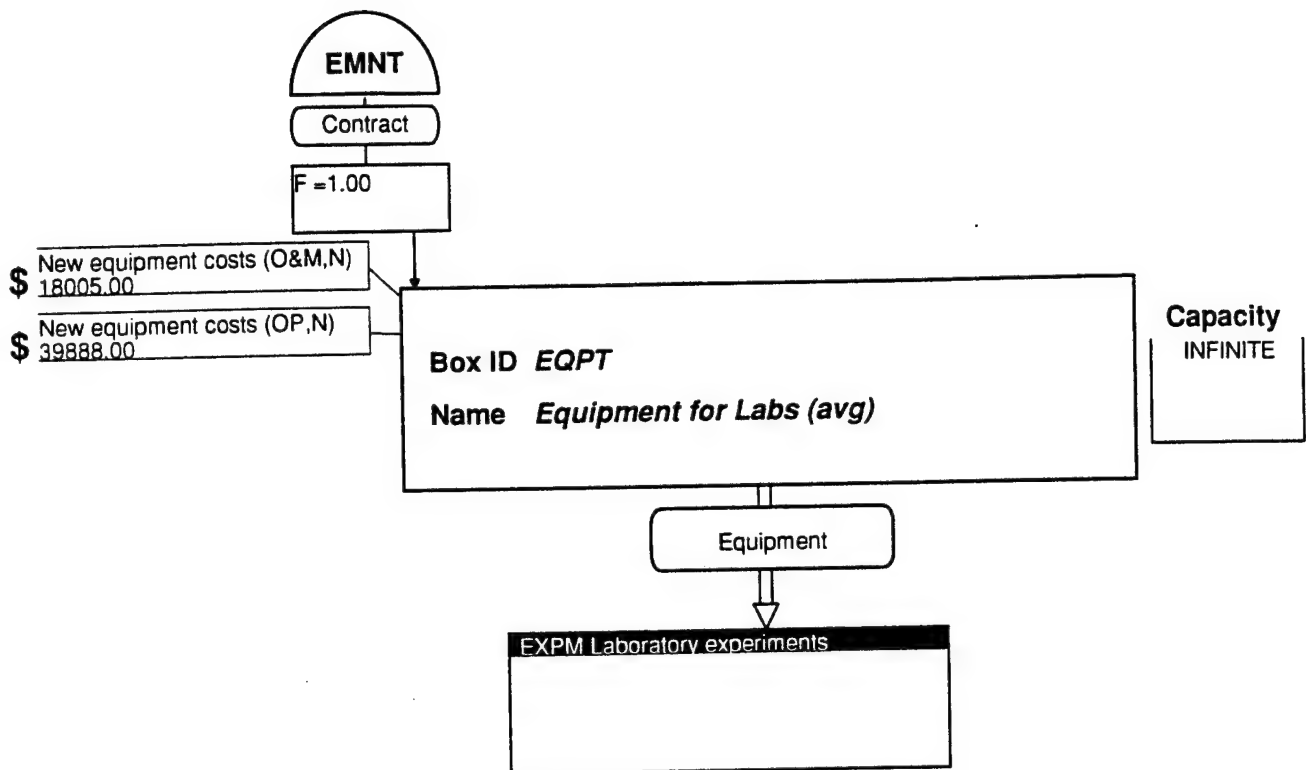 EMNT
Contract
F =1.00
$ New equipment costs (O&M,N)
18005.00
$ New equipment costs (OP,N)
39888.00
Box ID EQPT
Name Equipment for Labs (avg)
Capacity
INFINITE
Equipment
EXPM Laboratory experiments